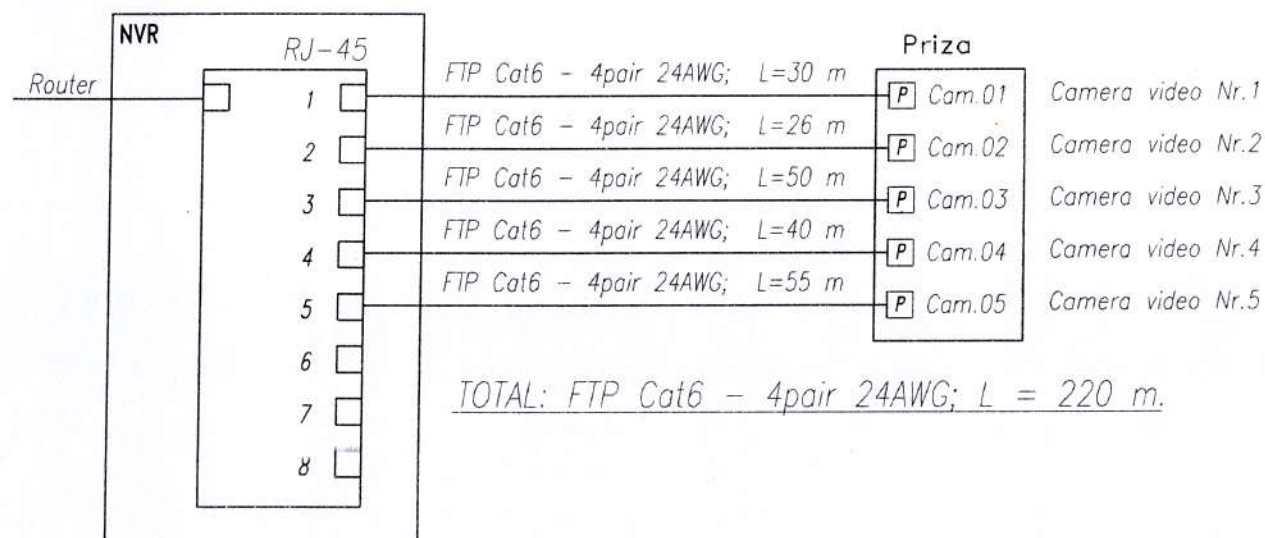 NVR
RJ-45
Priza
Router
1
FTP Cat6 - 4pair 24AWG; L=30 m
P Cam.01 Camera video Nr.1
2
FTP Cat6 - 4pair 24AWG; L=26 m
P Cam.02 Camera video Nr.2
3
FTP Cat6 - 4pair 24AWG; L=50 m
P Cam.03 Camera video Nr.3
4
FTP Cat6 - 4pair 24AWG; L=40 m
P Cam.04 Camera video Nr.4
5
FTP Cat6 - 4pair 24AWG; L=55 m
P Cam.05 Camera video Nr.5
6
7
8
TOTAL: FTP Cat6 - 4pair 24AWG; L = 220 m.